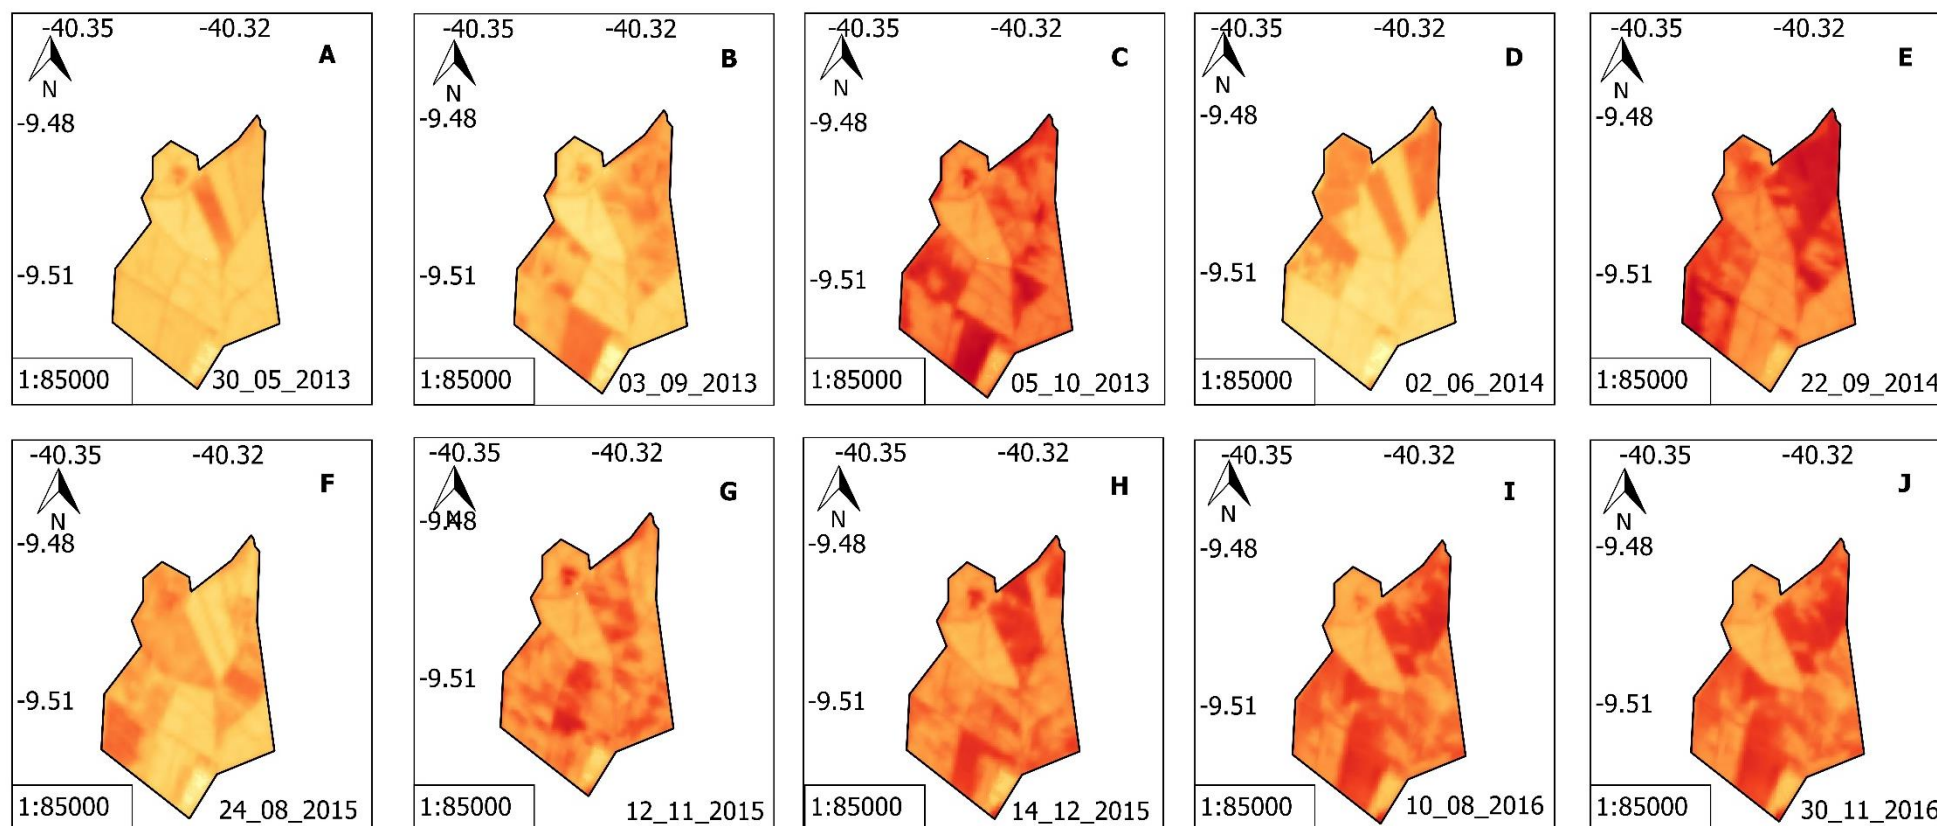 -40.35 -40.32
A
N
-9.48
-9.51
1:85000
30_05_2013
-40.35 -40.32
B
N
-9.48
-9.51
1:85000
03_09_2013
-40.35 -40.32
C
N
-9.48
-9.51
1:85000
05_10_2013
-40.35 -40.32
D
N
-9.48
-9.51
1:85000
02_06_2014
-40.35 -40.32
E
N
-9.48
-9.51
1:85000
22_09_2014
-40.35 -40.32
F
N
-9.48
-9.51
1:85000
24_08_2015
-40.35 -40.32
G
N
-9.48
-9.51
1:85000
12_11_2015
-40.35 -40.32
H
N
-9.48
-9.51
1:85000
14_12_2015
-40.35 -40.32
I
N
-9.48
-9.51
1:85000
10_08_2016
-40.35 -40.32
J
N
-9.48
-9.51
1:85000
30_11_2016